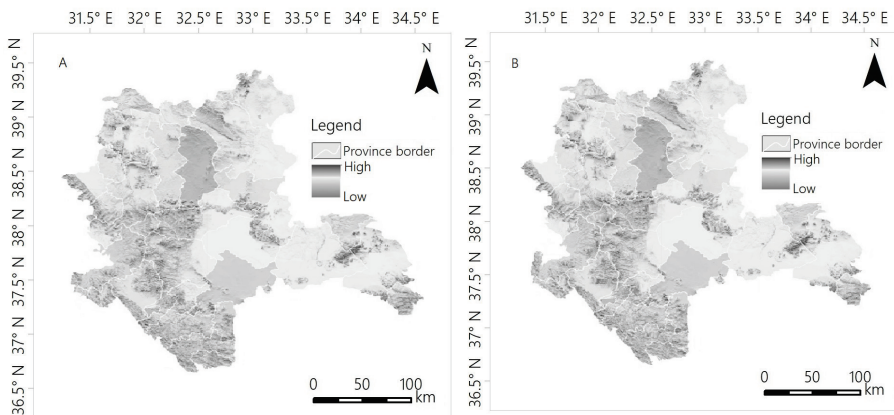 31.5° E 32° E 32.5° E 33° E 33.5° E 34° E 34.5° E
39.5° N
39° N
38.5° N
38° N
37.5° N
37° N
36.5° N
A
N
Legend
Province border
High
Low
0 50 100
km
31.5° E 32° E 32.5° E 33° E 33.5° E 34° E 34.5° E
39.5° N
39° N
38.5° N
38° N
37.5° N
37° N
36.5° N
B
N
Legend
Province border
High
Low
0 50 100
km